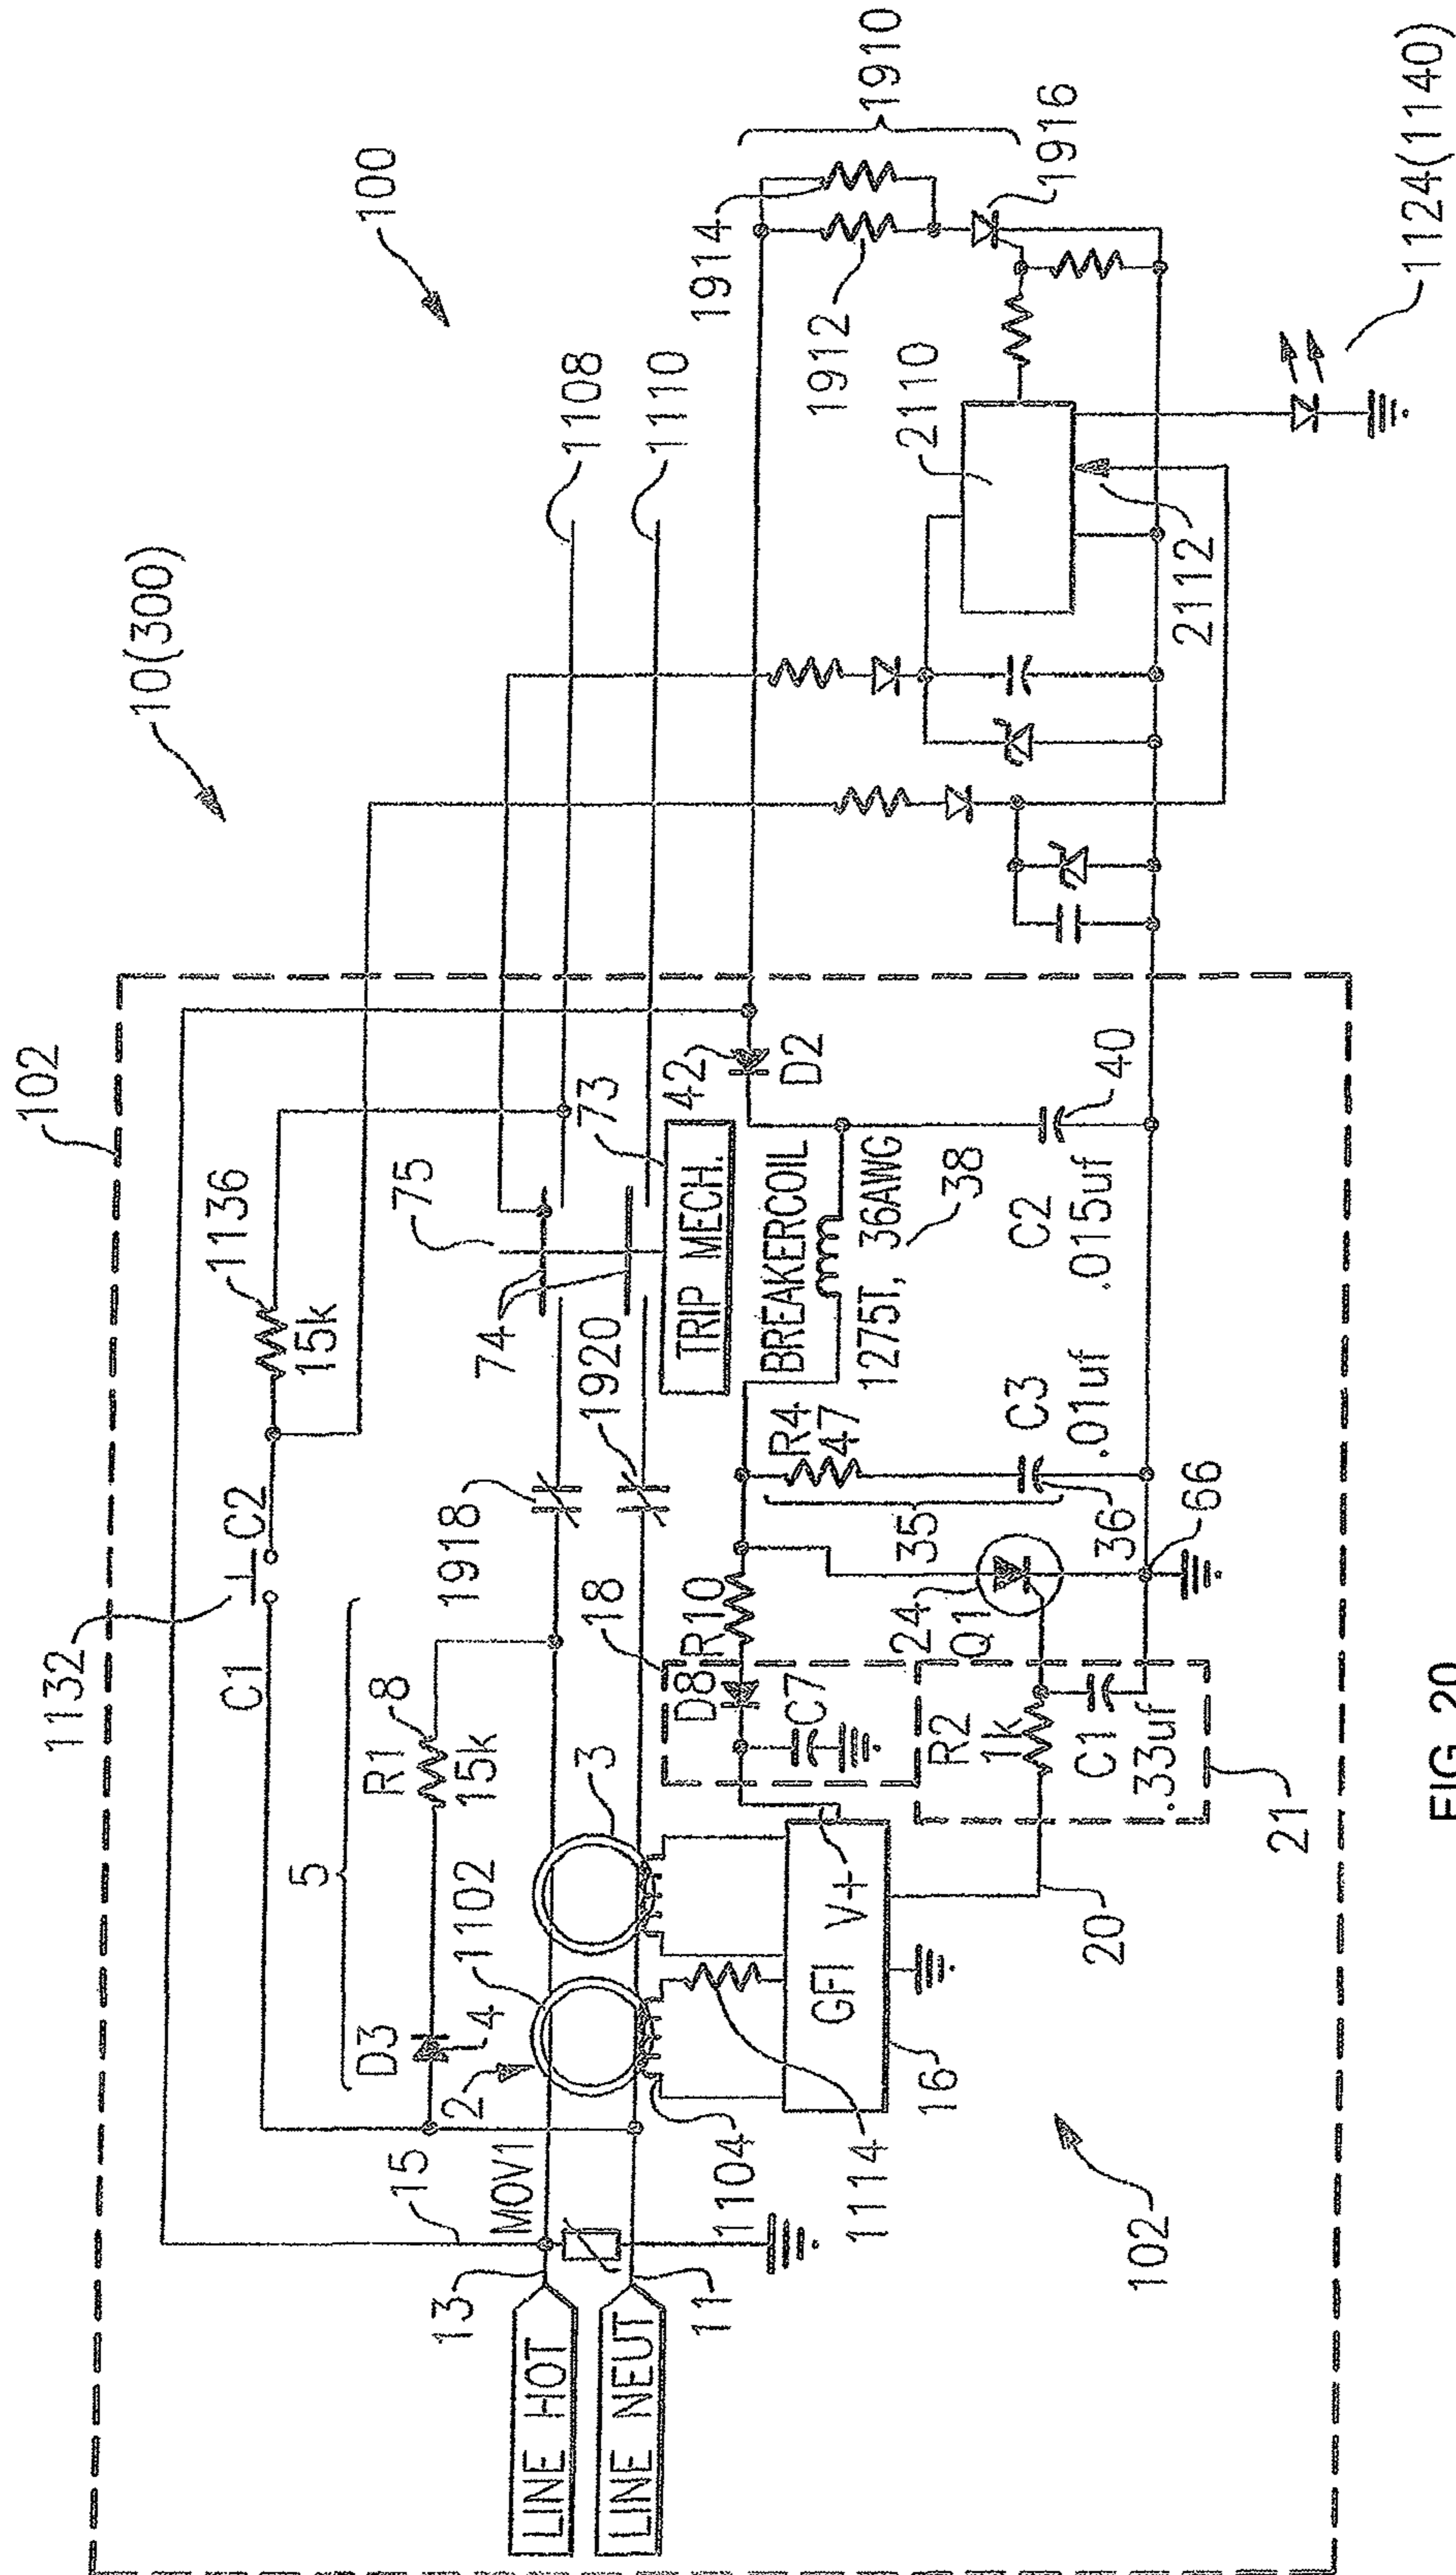 10(300)
100
102
1132
C1
C2
1136
15k
75
74
1108
1110
5
R1
8
15k
D3
4
1102
2
3
1918
1920
73
TRIP MECH.
42
D2
15
MOV1
13
LINE HOT
LINE NEUT
11
1104
1114
GFI V+
16
20
18
D8
C7
R10
R2
1k
C1
.33uf
21
24
Q1
35
R4
47
C3
.01uf
36
66
BREAKERCOIL
1275T, 36AWG
38
C2
.015uf
40
102
1914
1912
1910
1916
2110
2112
1124(1140)
FIG. 20